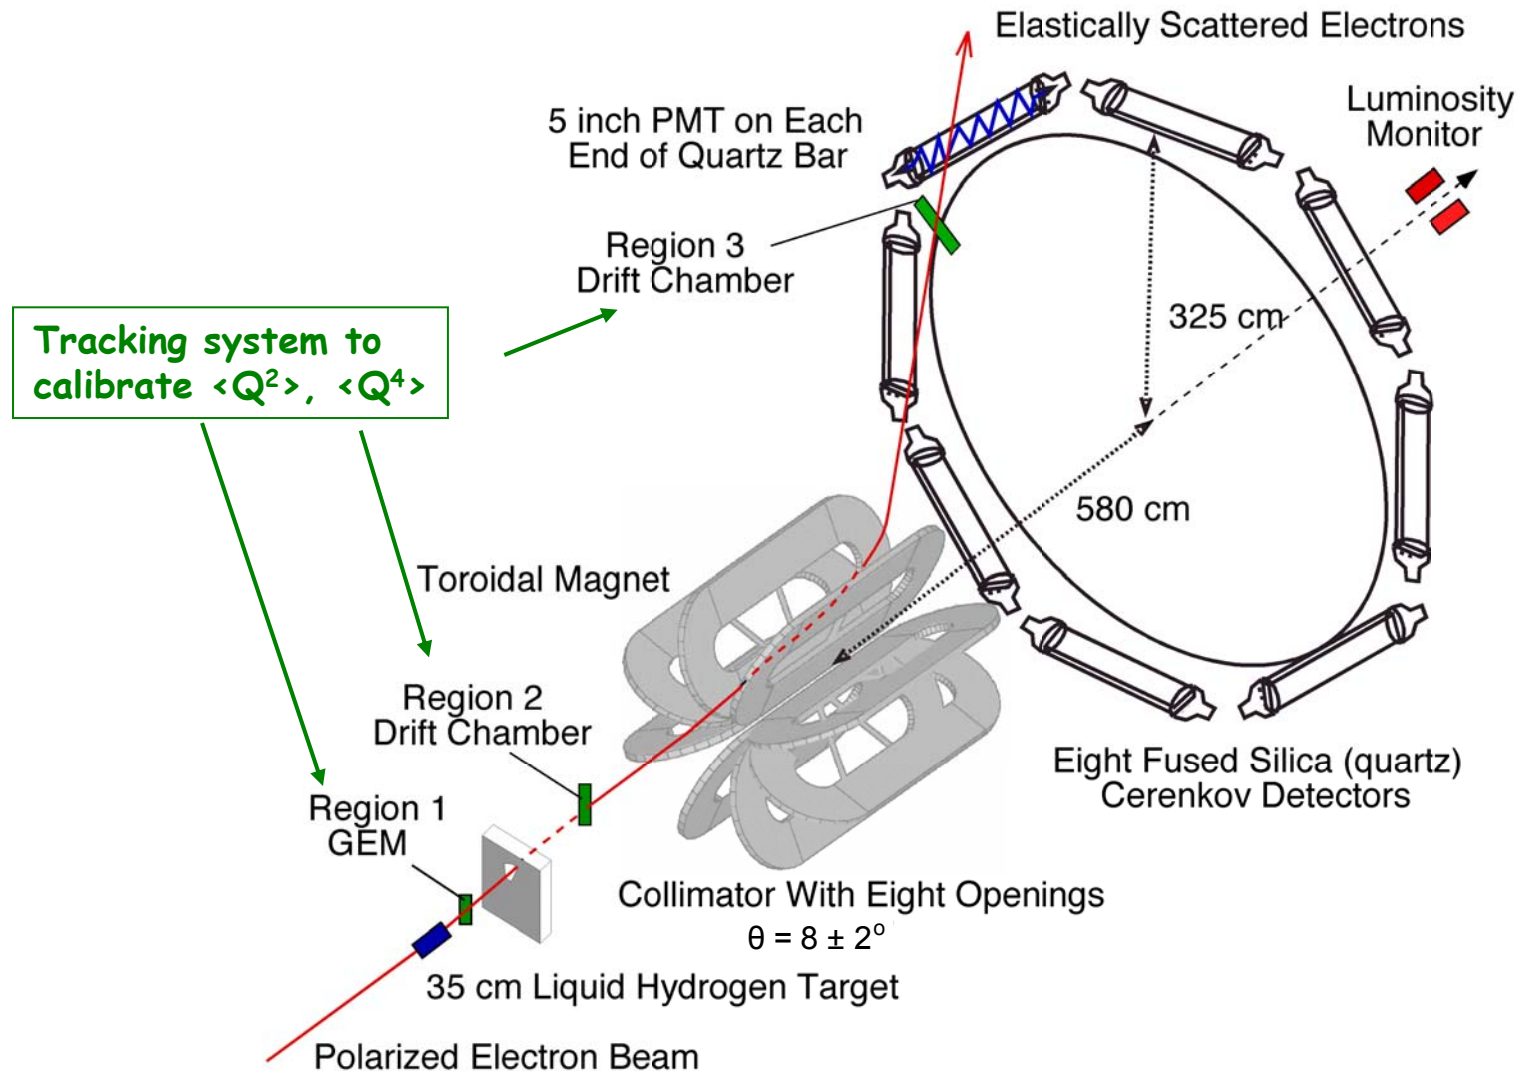 Elastically Scattered Electrons
Luminosity
Monitor
5 inch PMT on Each
End of Quartz Bar
Region 3
Drift Chamber
325 cm
Tracking system to
calibrate <Q²>, <Q⁴>
580 cm
Toroidal Magnet
Region 2
Drift Chamber
Eight Fused Silica (quartz)
Cerenkov Detectors
Region 1
GEM
Collimator With Eight Openings
θ = 8 ± 2°
35 cm Liquid Hydrogen Target
Polarized Electron Beam